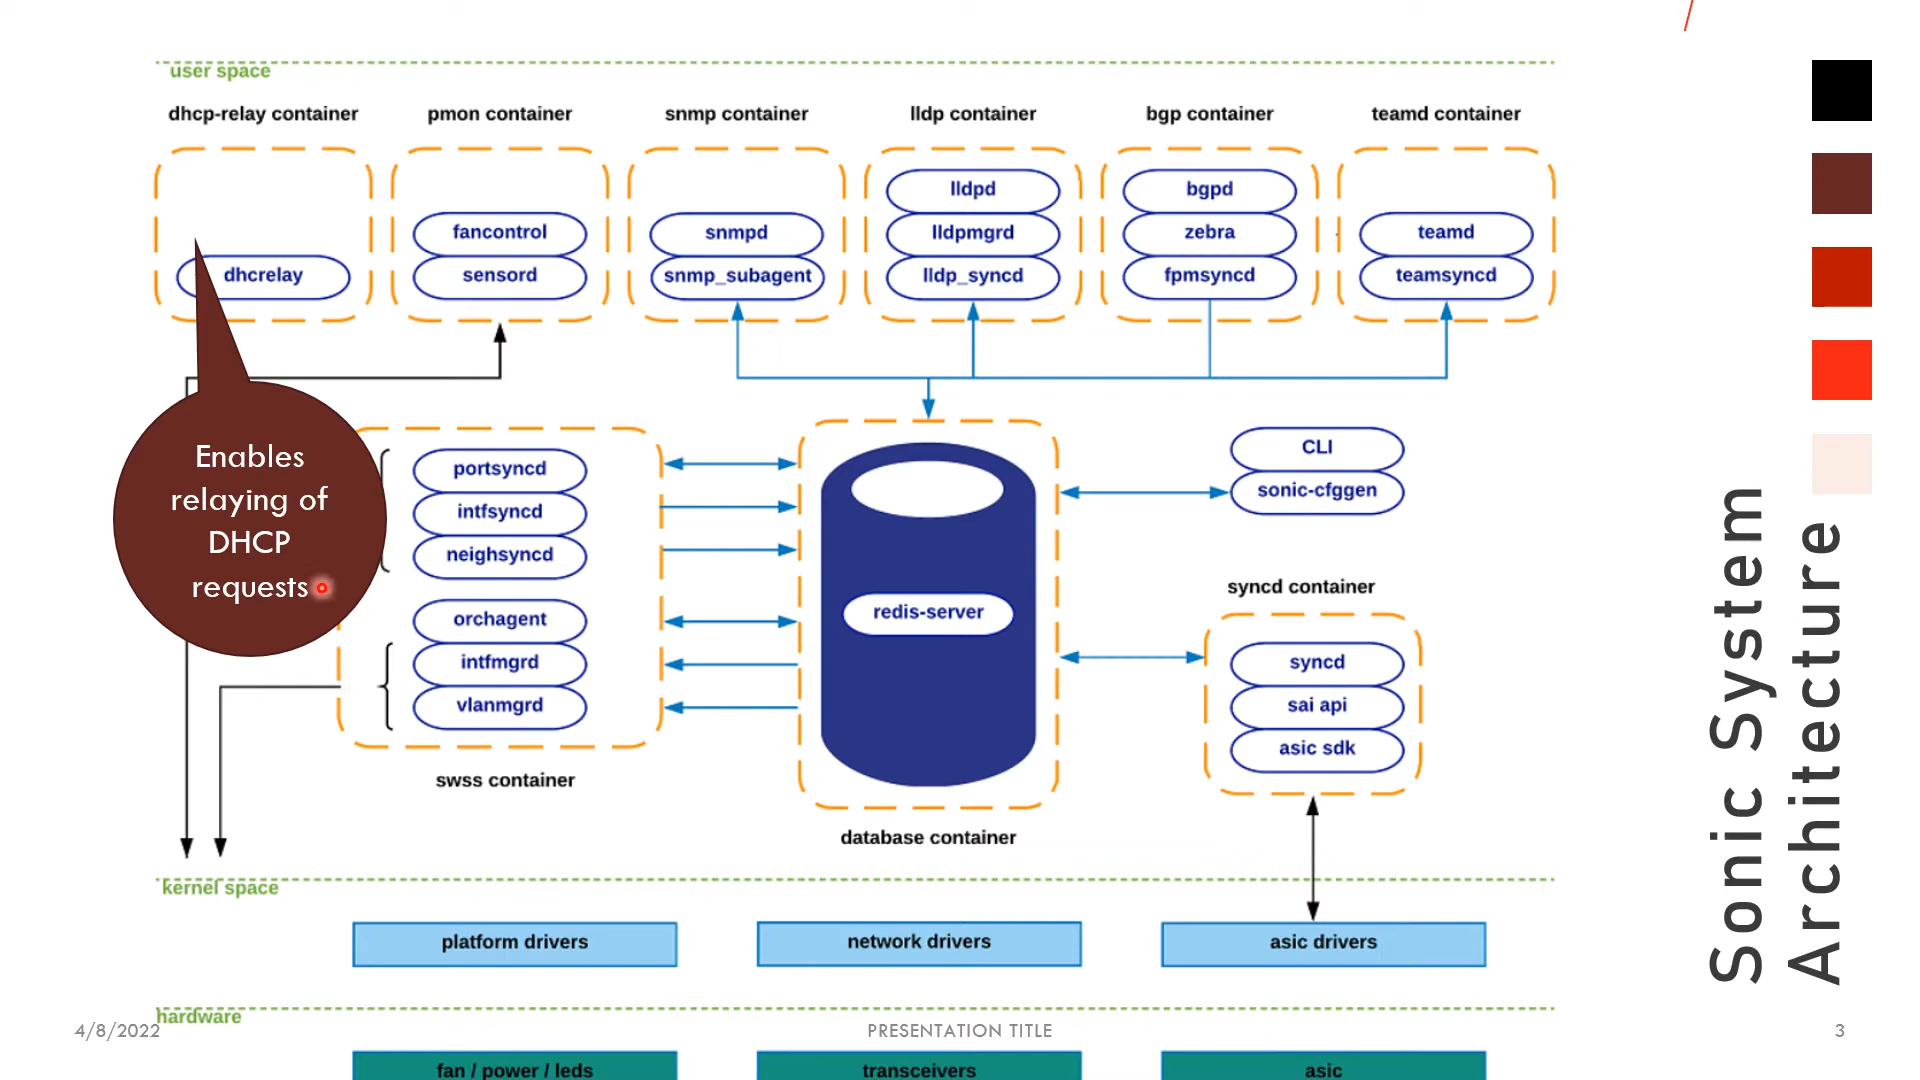 user space
dhcp-relay container
pmon container
snmp container
lldp container
bgp container
teamd container
dhcrelay
fancontrol
sensord
snmpd
snmp_subagent
lldpd
lldpmgrd
lldp_syncd
bgpd
zebra
fpmsyncd
teamd
teamsyncd
Enables
relaying of
DHCP
requests
portsyncd
intfsyncd
neighsyncd
orchagent
intfmgrd
vlanmgrd
swss container
redis-server
database container
CLI
sonic-cfggen
syncd container
syncd
sai api
asic sdk
kernel space
platform drivers
network drivers
asic drivers
hardware
fan / power / leds
transceivers
asic
Sonic System
Architecture
4/8/2022
PRESENTATION TITLE
3